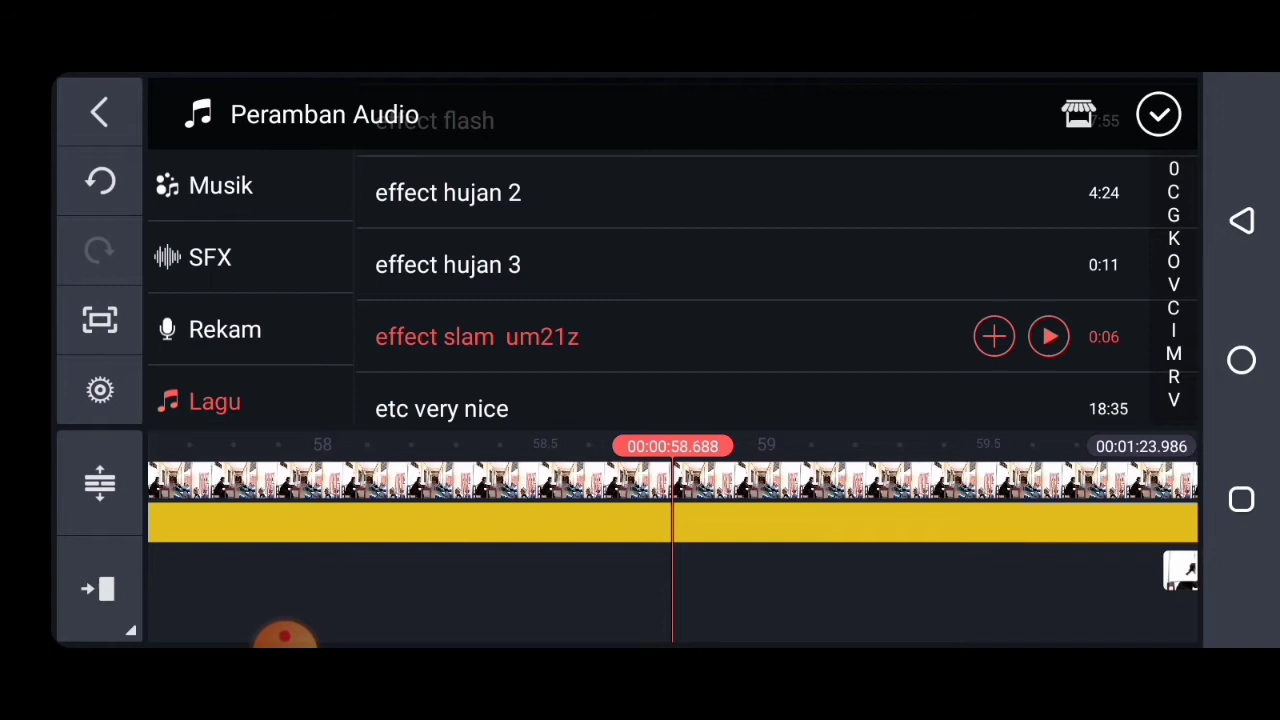 Peramban Audio
effect flash 7:55
Musik
effect hujan 2 4:24
SFX
effect hujan 3 0:11
Rekam
effect slam  um21z 0:06
Lagu
etc very nice 18:35
0
C
G
K
O
V
C
I
M
R
V
58 58.5 00:00:58.688 59 59.5 00:01:23.986